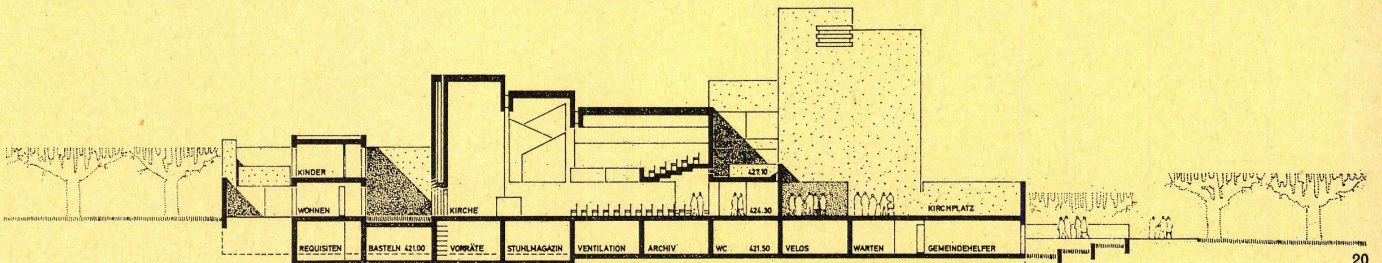 KINDER
427.10
WOHNEN
KIRCHE
424.30
KIRCHPLATZ
REQUISITEN
BASTELN 421.00
VORRÄTE
STUHLMAGAZIN
VENTILATION
ARCHIV
WC
421.50
VELOS
WARTEN
GEMEINDEHELFER
20